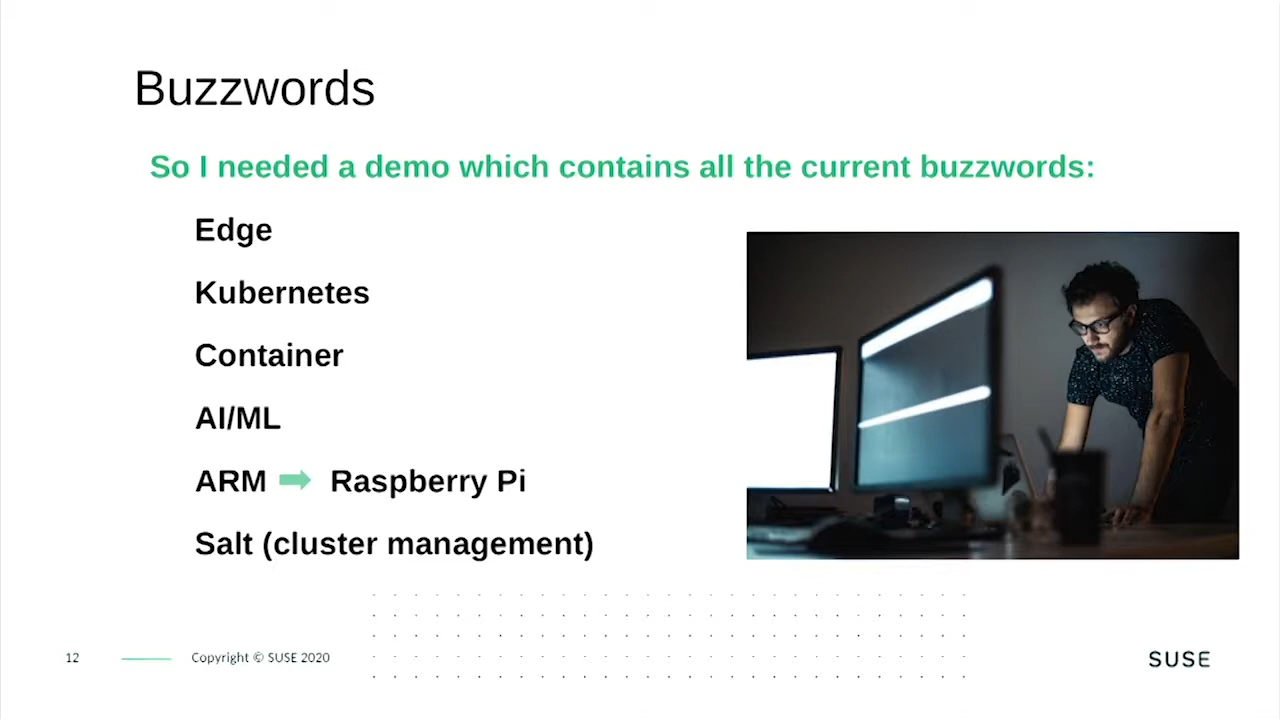 Buzzwords
So I needed a demo which contains all the current buzzwords:
Edge
Kubernetes
Container
AI/ML
ARM ➡ Raspberry Pi
Salt (cluster management)
12
Copyright © SUSE 2020
SUSE